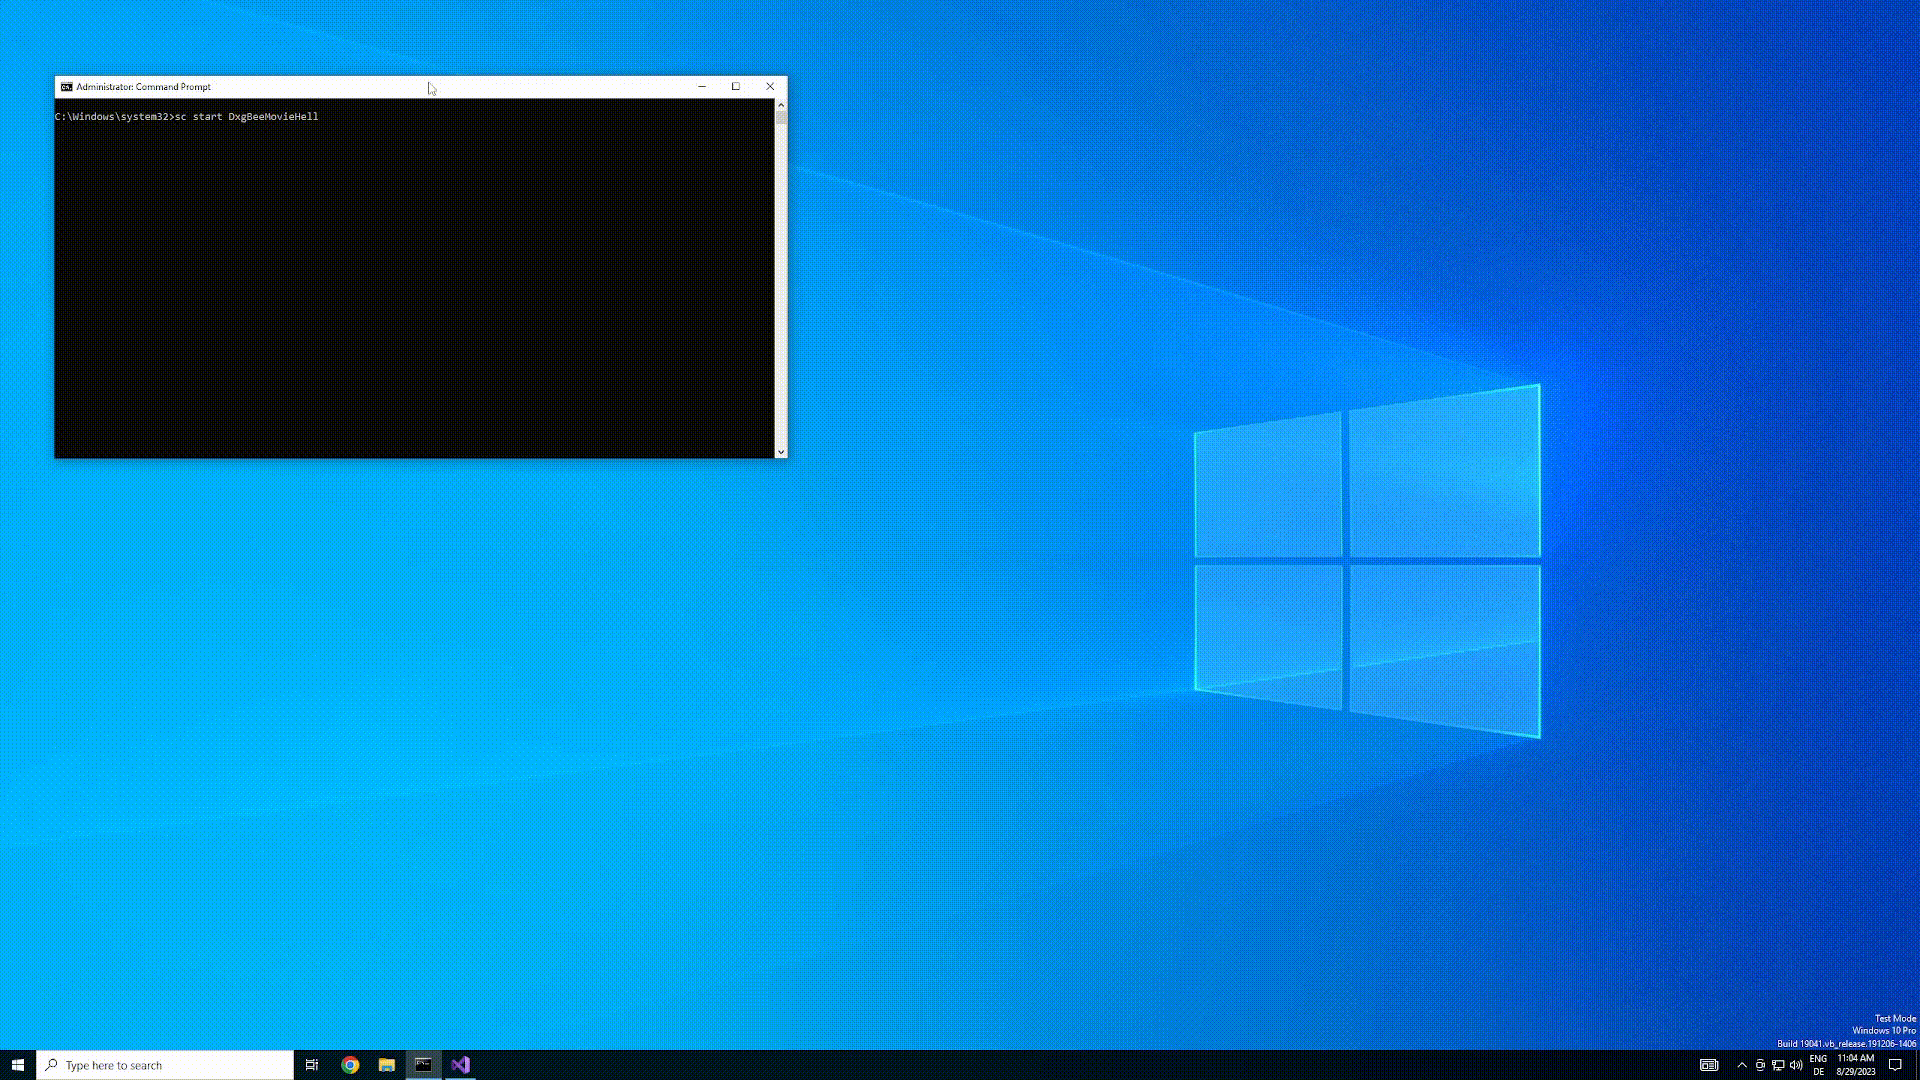 Administrator: Command Prompt
C:\Windows\system32>sc start DxgBeeMovieHell
Test Mode
Windows 10 Pro
Build 19041.vb_release.191206-1406
Type here to search
ENG
DE
11:04 AM
8/29/2023